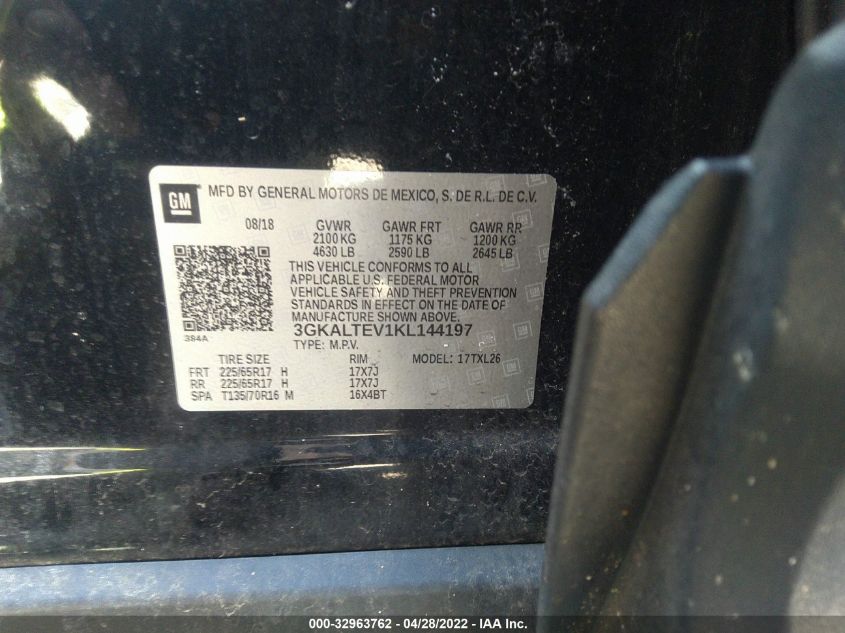 GM
MFD BY GENERAL MOTORS DE MEXICO, S. DE R.L. DE C.V.
08/18 GVWR GAWR FRT GAWR RR
2100 KG 1175 KG 1200 KG
4630 LB 2590 LB 2645 LB
THIS VEHICLE CONFORMS TO ALL
APPLICABLE U.S. FEDERAL MOTOR
VEHICLE SAFETY AND THEFT PREVENTION
STANDARDS IN EFFECT ON THE DATE OF
MANUFACTURE SHOWN ABOVE.
384A
3GKALTEV1KL144197
TYPE: M.P.V. MODEL: 17TXL26
TIRE SIZE RIM
FRT 225/65R17 H 17X7J
RR 225/65R17 H 17X7J
SPA T135/70R16 M 16X4BT
000-32963762 - 04/28/2022 - IAA Inc.